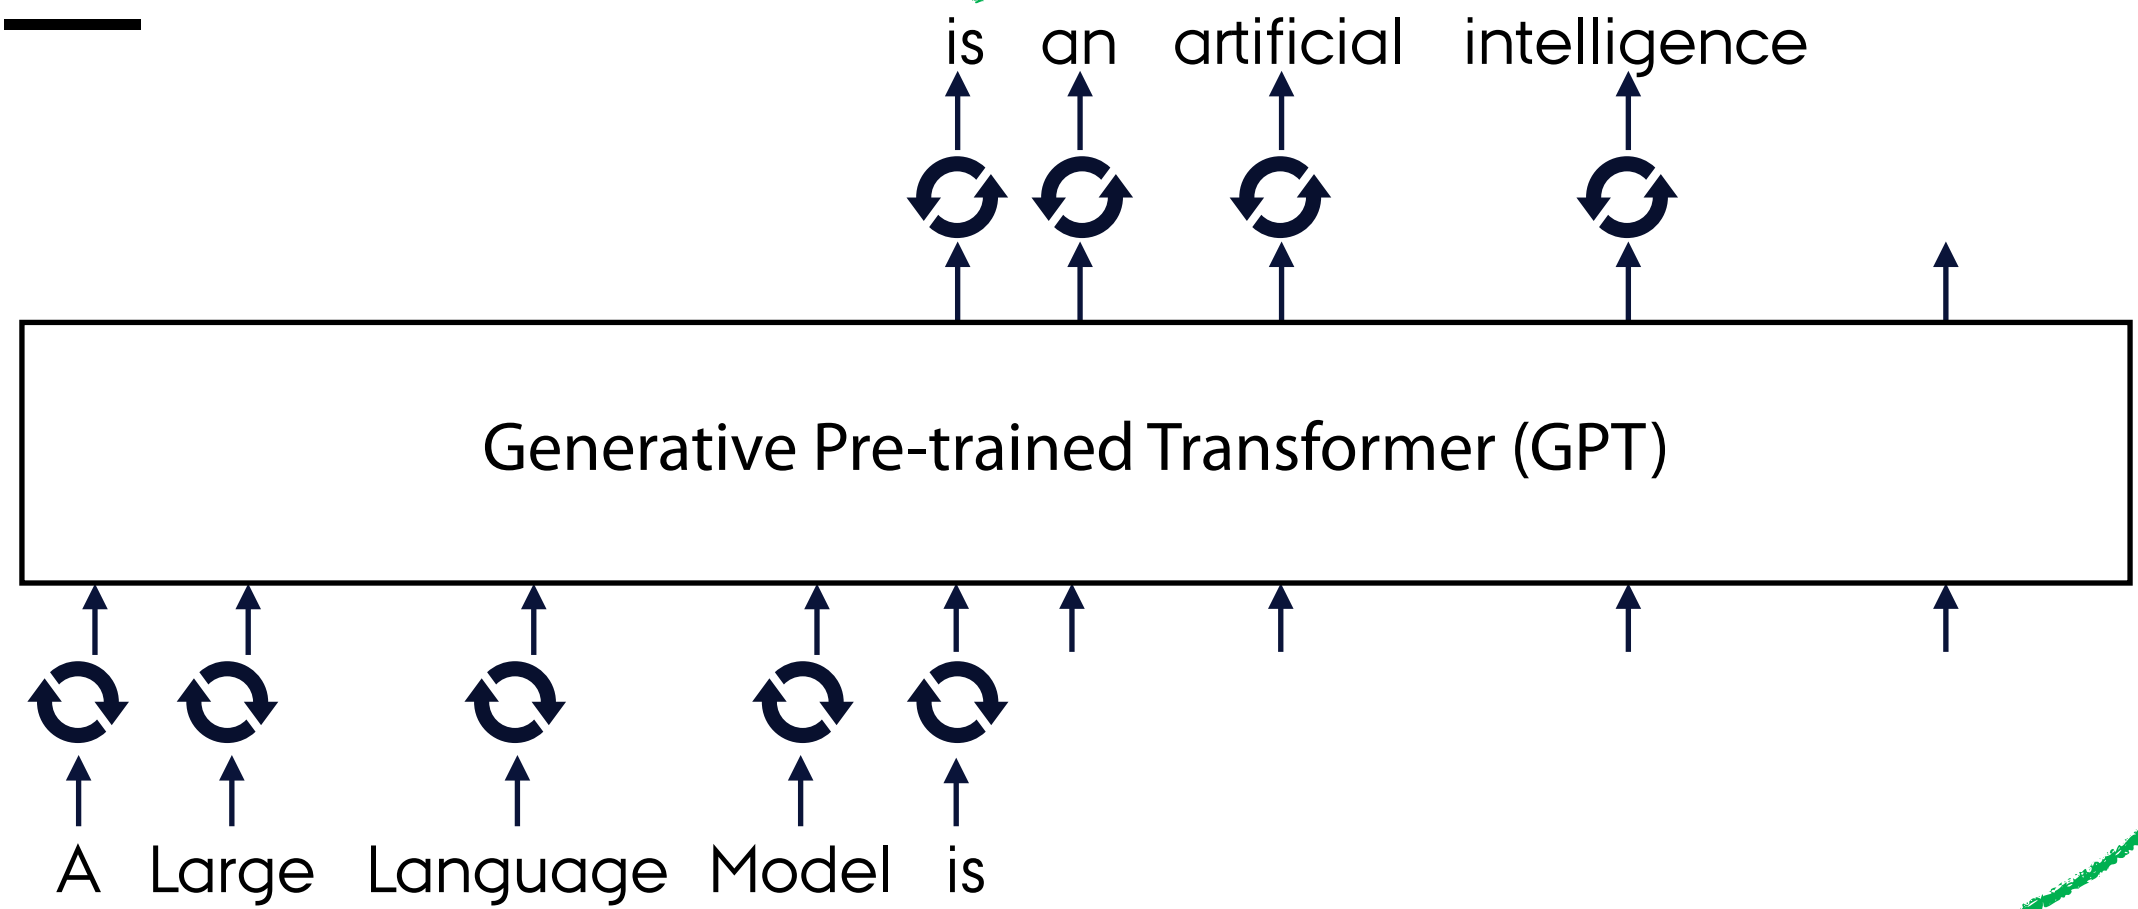 is an artificial intelligence
Generative Pre-trained Transformer (GPT)
A Large Language Model is